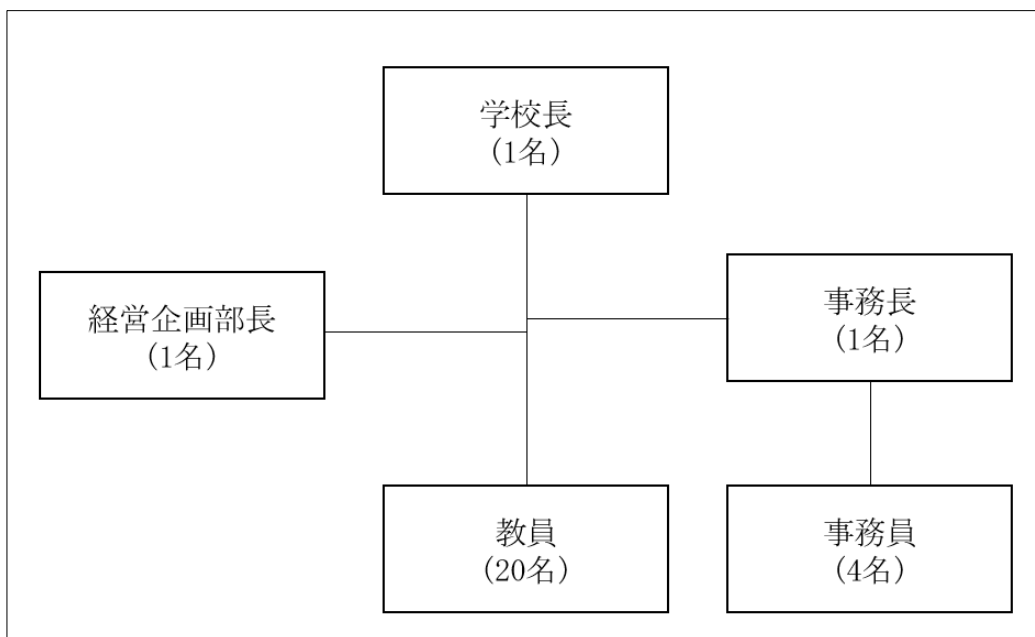 学校長
(1名)
経営企画部長
(1名)
事務長
(1名)
教員
(20名)
事務員
(4名)